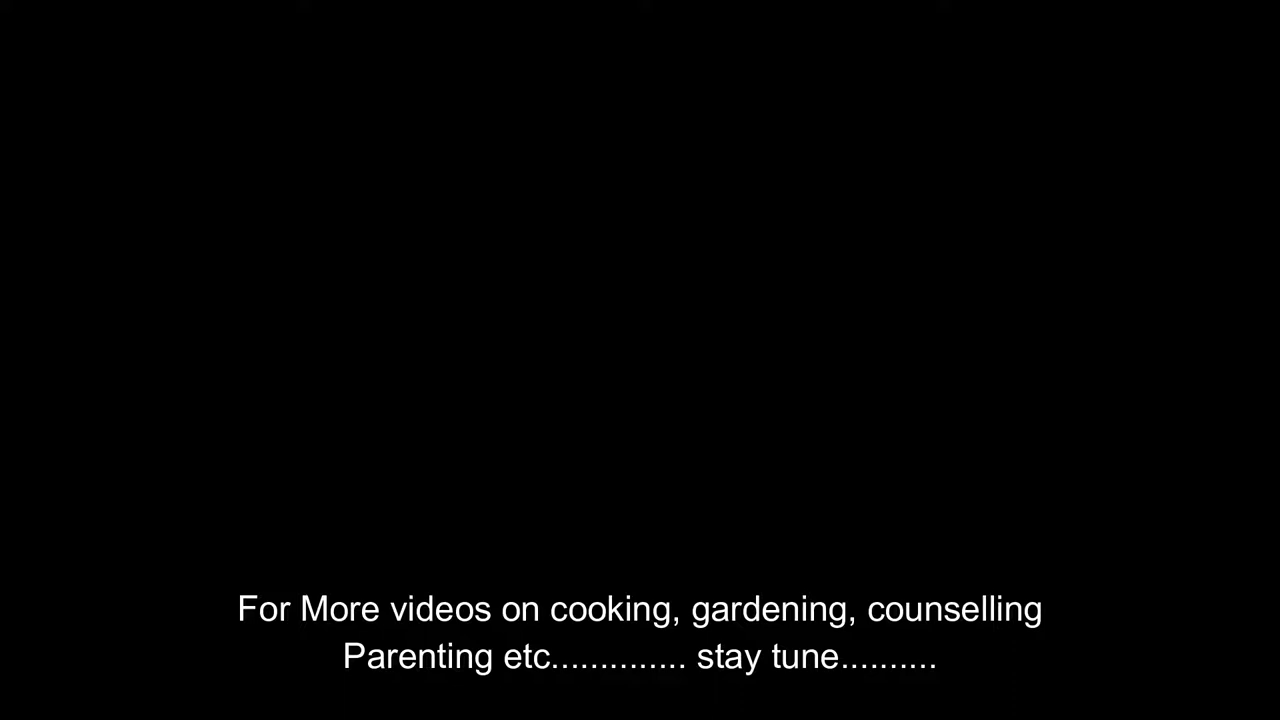 For More videos on cooking, gardening, counselling
Parenting etc.............. stay tune..........